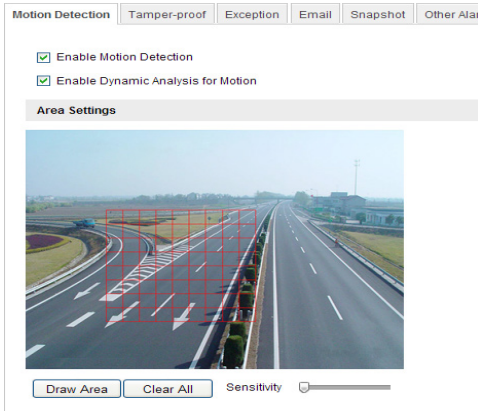 Motion Detection Tamper-proof Exception Email Snapshot Other Alar
Enable Motion Detection
Enable Dynamic Analysis for Motion
Area Settings
Draw Area Clear All Sensitivity